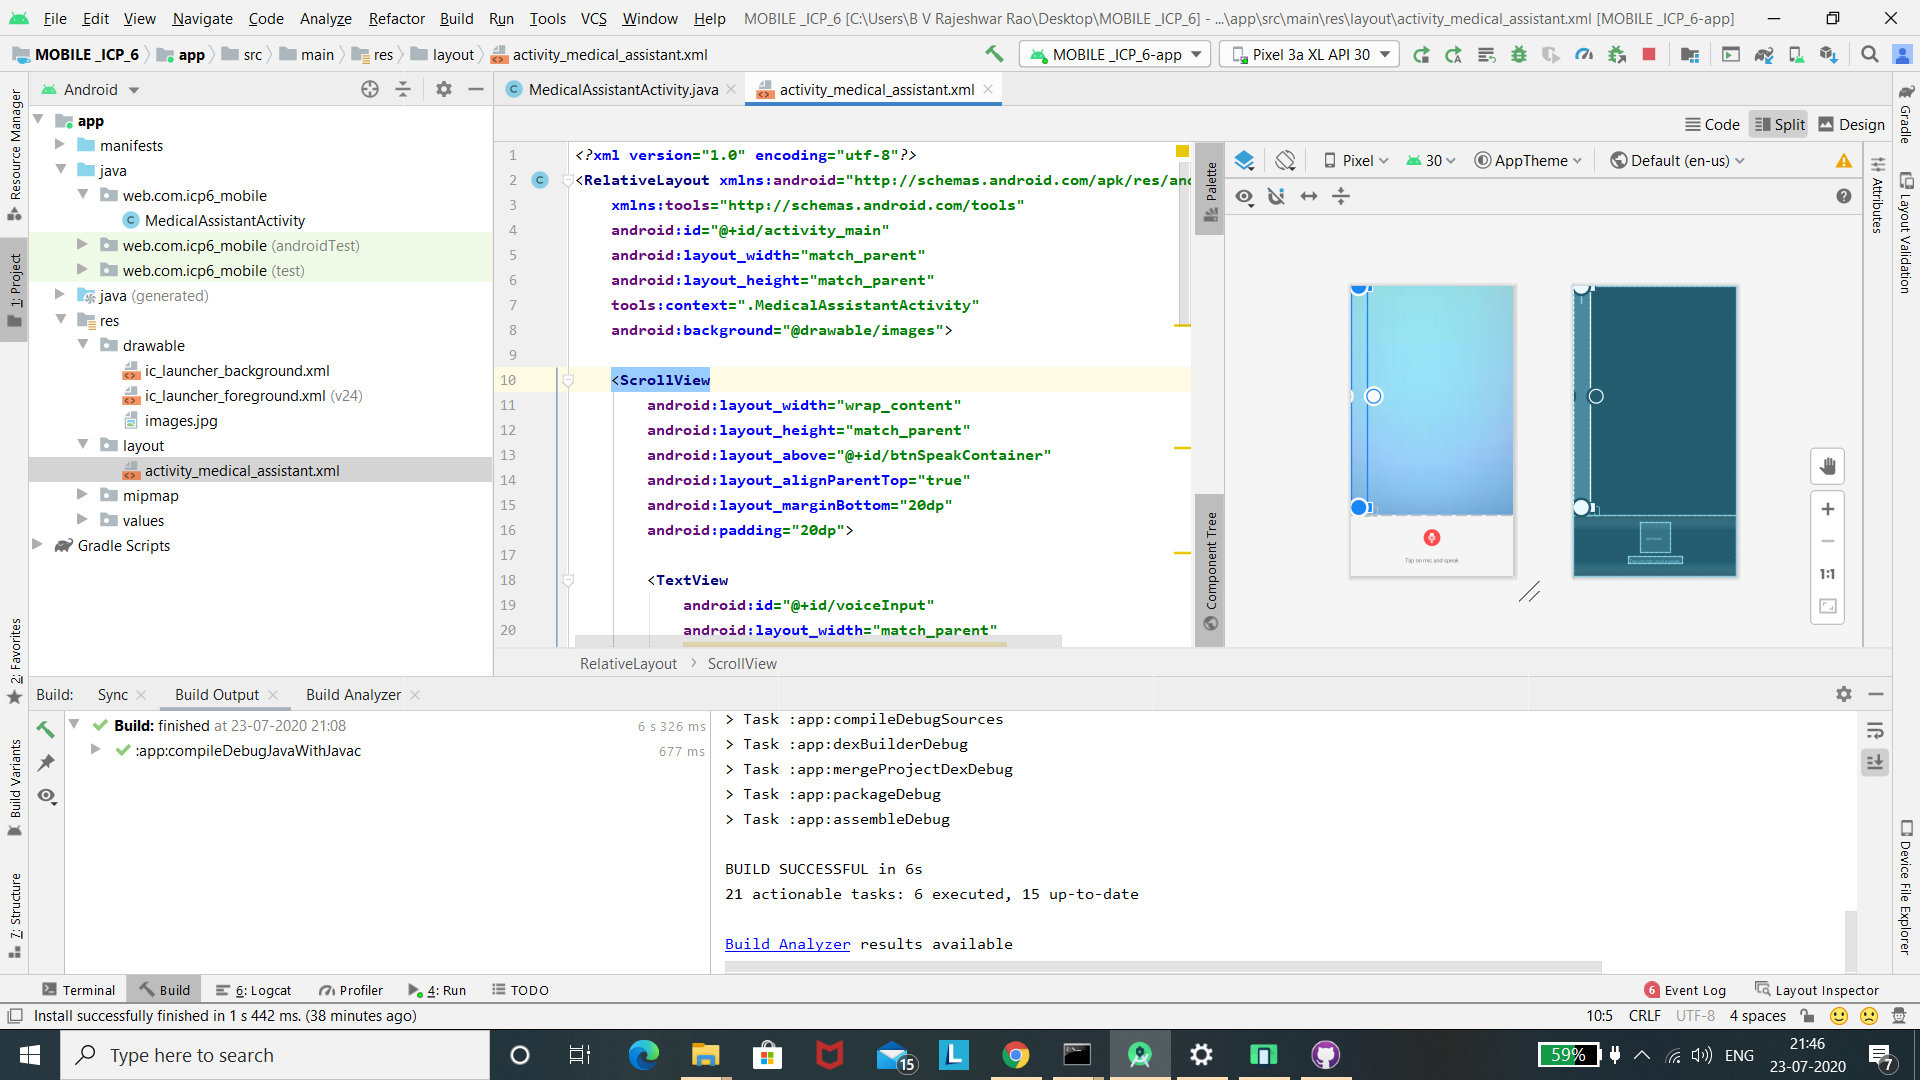 File Edit View Navigate Code Analyze Refactor Build Run Tools VCS Window Help MOBILE _ICP_6 [C:\Users\B V Rajeshwar Rao\Desktop\MOBILE _ICP_6] - ...\app\src\main\res\layout\activity_medical_assistant.xml [MOBILE _ICP_6-app]
MOBILE _ICP_6 app src main res layout activity_medical_assistant.xml MOBILE _ICP_6-app Pixel 3a XL API 30
Android
MedicalAssistantActivity.java activity_medical_assistant.xml
Code Split Design
Resource Manager
1: Project
2: Favorites
Build Variants
7: Structure
app
manifests
java
web.com.icp6_mobile
MedicalAssistantActivity
web.com.icp6_mobile (androidTest)
web.com.icp6_mobile (test)
java (generated)
res
drawable
ic_launcher_background.xml
ic_launcher_foreground.xml (v24)
images.jpg
layout
activity_medical_assistant.xml
mipmap
values
Gradle Scripts
1 <?xml version="1.0" encoding="utf-8"?>
2 <RelativeLayout xmlns:android="http://schemas.android.com/apk/res/and
3 xmlns:tools="http://schemas.android.com/tools"
4 android:id="@+id/activity_main"
5 android:layout_width="match_parent"
6 android:layout_height="match_parent"
7 tools:context=".MedicalAssistantActivity"
8 android:background="@drawable/images">
9
10 <ScrollView
11 android:layout_width="wrap_content"
12 android:layout_height="match_parent"
13 android:layout_above="@+id/btnSpeakContainer"
14 android:layout_alignParentTop="true"
15 android:layout_marginBottom="20dp"
16 android:padding="20dp">
17
18 <TextView
19 android:id="@+id/voiceInput"
20 android:layout_width="match_parent"
RelativeLayout ScrollView
Palette
Component Tree
Pixel 30 AppTheme Default (en-us)
Tap on mic and speak
1:1
Attributes
Gradle
Layout Validation
Device File Explorer
Build: Sync Build Output Build Analyzer
Build: finished at 23-07-2020 21:08 6 s 326 ms
:app:compileDebugJavaWithJavac 677 ms
> Task :app:compileDebugSources
> Task :app:dexBuilderDebug
> Task :app:mergeProjectDexDebug
> Task :app:packageDebug
> Task :app:assembleDebug
BUILD SUCCESSFUL in 6s
21 actionable tasks: 6 executed, 15 up-to-date
Build Analyzer results available
Terminal Build 6: Logcat Profiler 4: Run TODO 6 Event Log Layout Inspector
Install successfully finished in 1 s 442 ms. (38 minutes ago) 10:5 CRLF UTF-8 4 spaces
Type here to search 15 L 59% ENG 21:46
23-07-2020 7